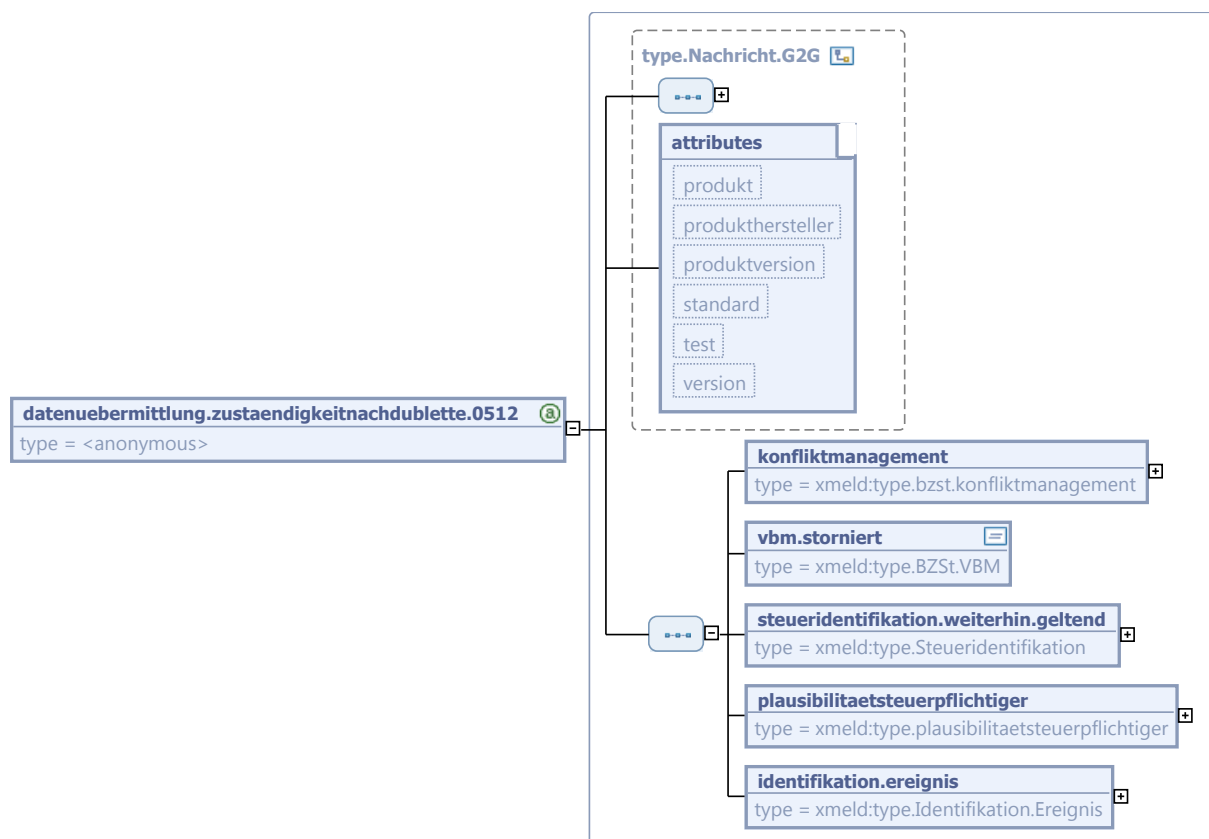 type.Nachricht.G2G
attributes
produkt
produkthersteller
produktversion
standard
test
version
datenuebermittlung.zustaendigkeitnachdublette.0512
type = <anonymous>
konfliktmanagement
type = xmeld:type.bzst.konfliktmanagement
vbm.storniert
type = xmeld:type.BZSt.VBM
steueridentifikation.weiterhin.geltend
type = xmeld:type.Steueridentifikation
plausibilitaetsteuerpflichtiger
type = xmeld:type.plausibilitaetsteuerpflichtiger
identifikation.ereignis
type = xmeld:type.Identifikation.Ereignis